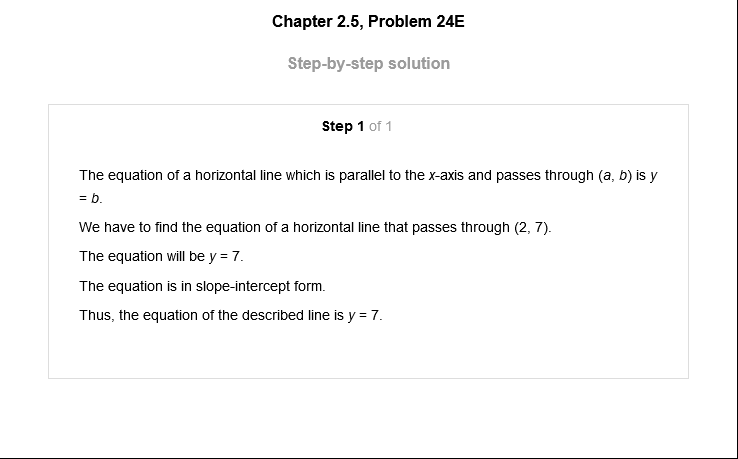 Chapter 2.5, Problem 24E
Step-by-step solution
Step 1 of 1
The equation of a horizontal line which is parallel to the x-axis and passes through (a, b) is y
= b.
We have to find the equation of a horizontal line that passes through (2, 7).
The equation will be y = 7.
The equation is in slope-intercept form.
Thus, the equation of the described line is y = 7.